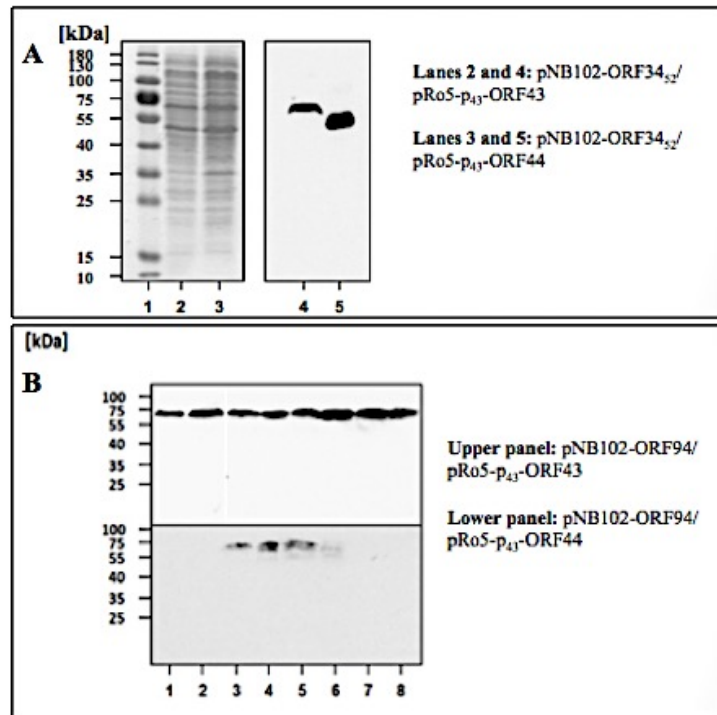 [kDa]
A
180
130
100
75
55
40
35
25
15
10
1 2 3 4 5
Lanes 2 and 4: pNB102-ORF34₅₂/
pRo5-p₄₃-ORF43
Lanes 3 and 5: pNB102-ORF34₅₂/
pRo5-p₄₃-ORF44
[kDa]
B
100
75
55
40
35
25
100
75
55
40
35
25
1 2 3 4 5 6 7 8
Upper panel: pNB102-ORF94/
pRo5-p₄₃-ORF43
Lower panel: pNB102-ORF94/
pRo5-p₄₃-ORF44